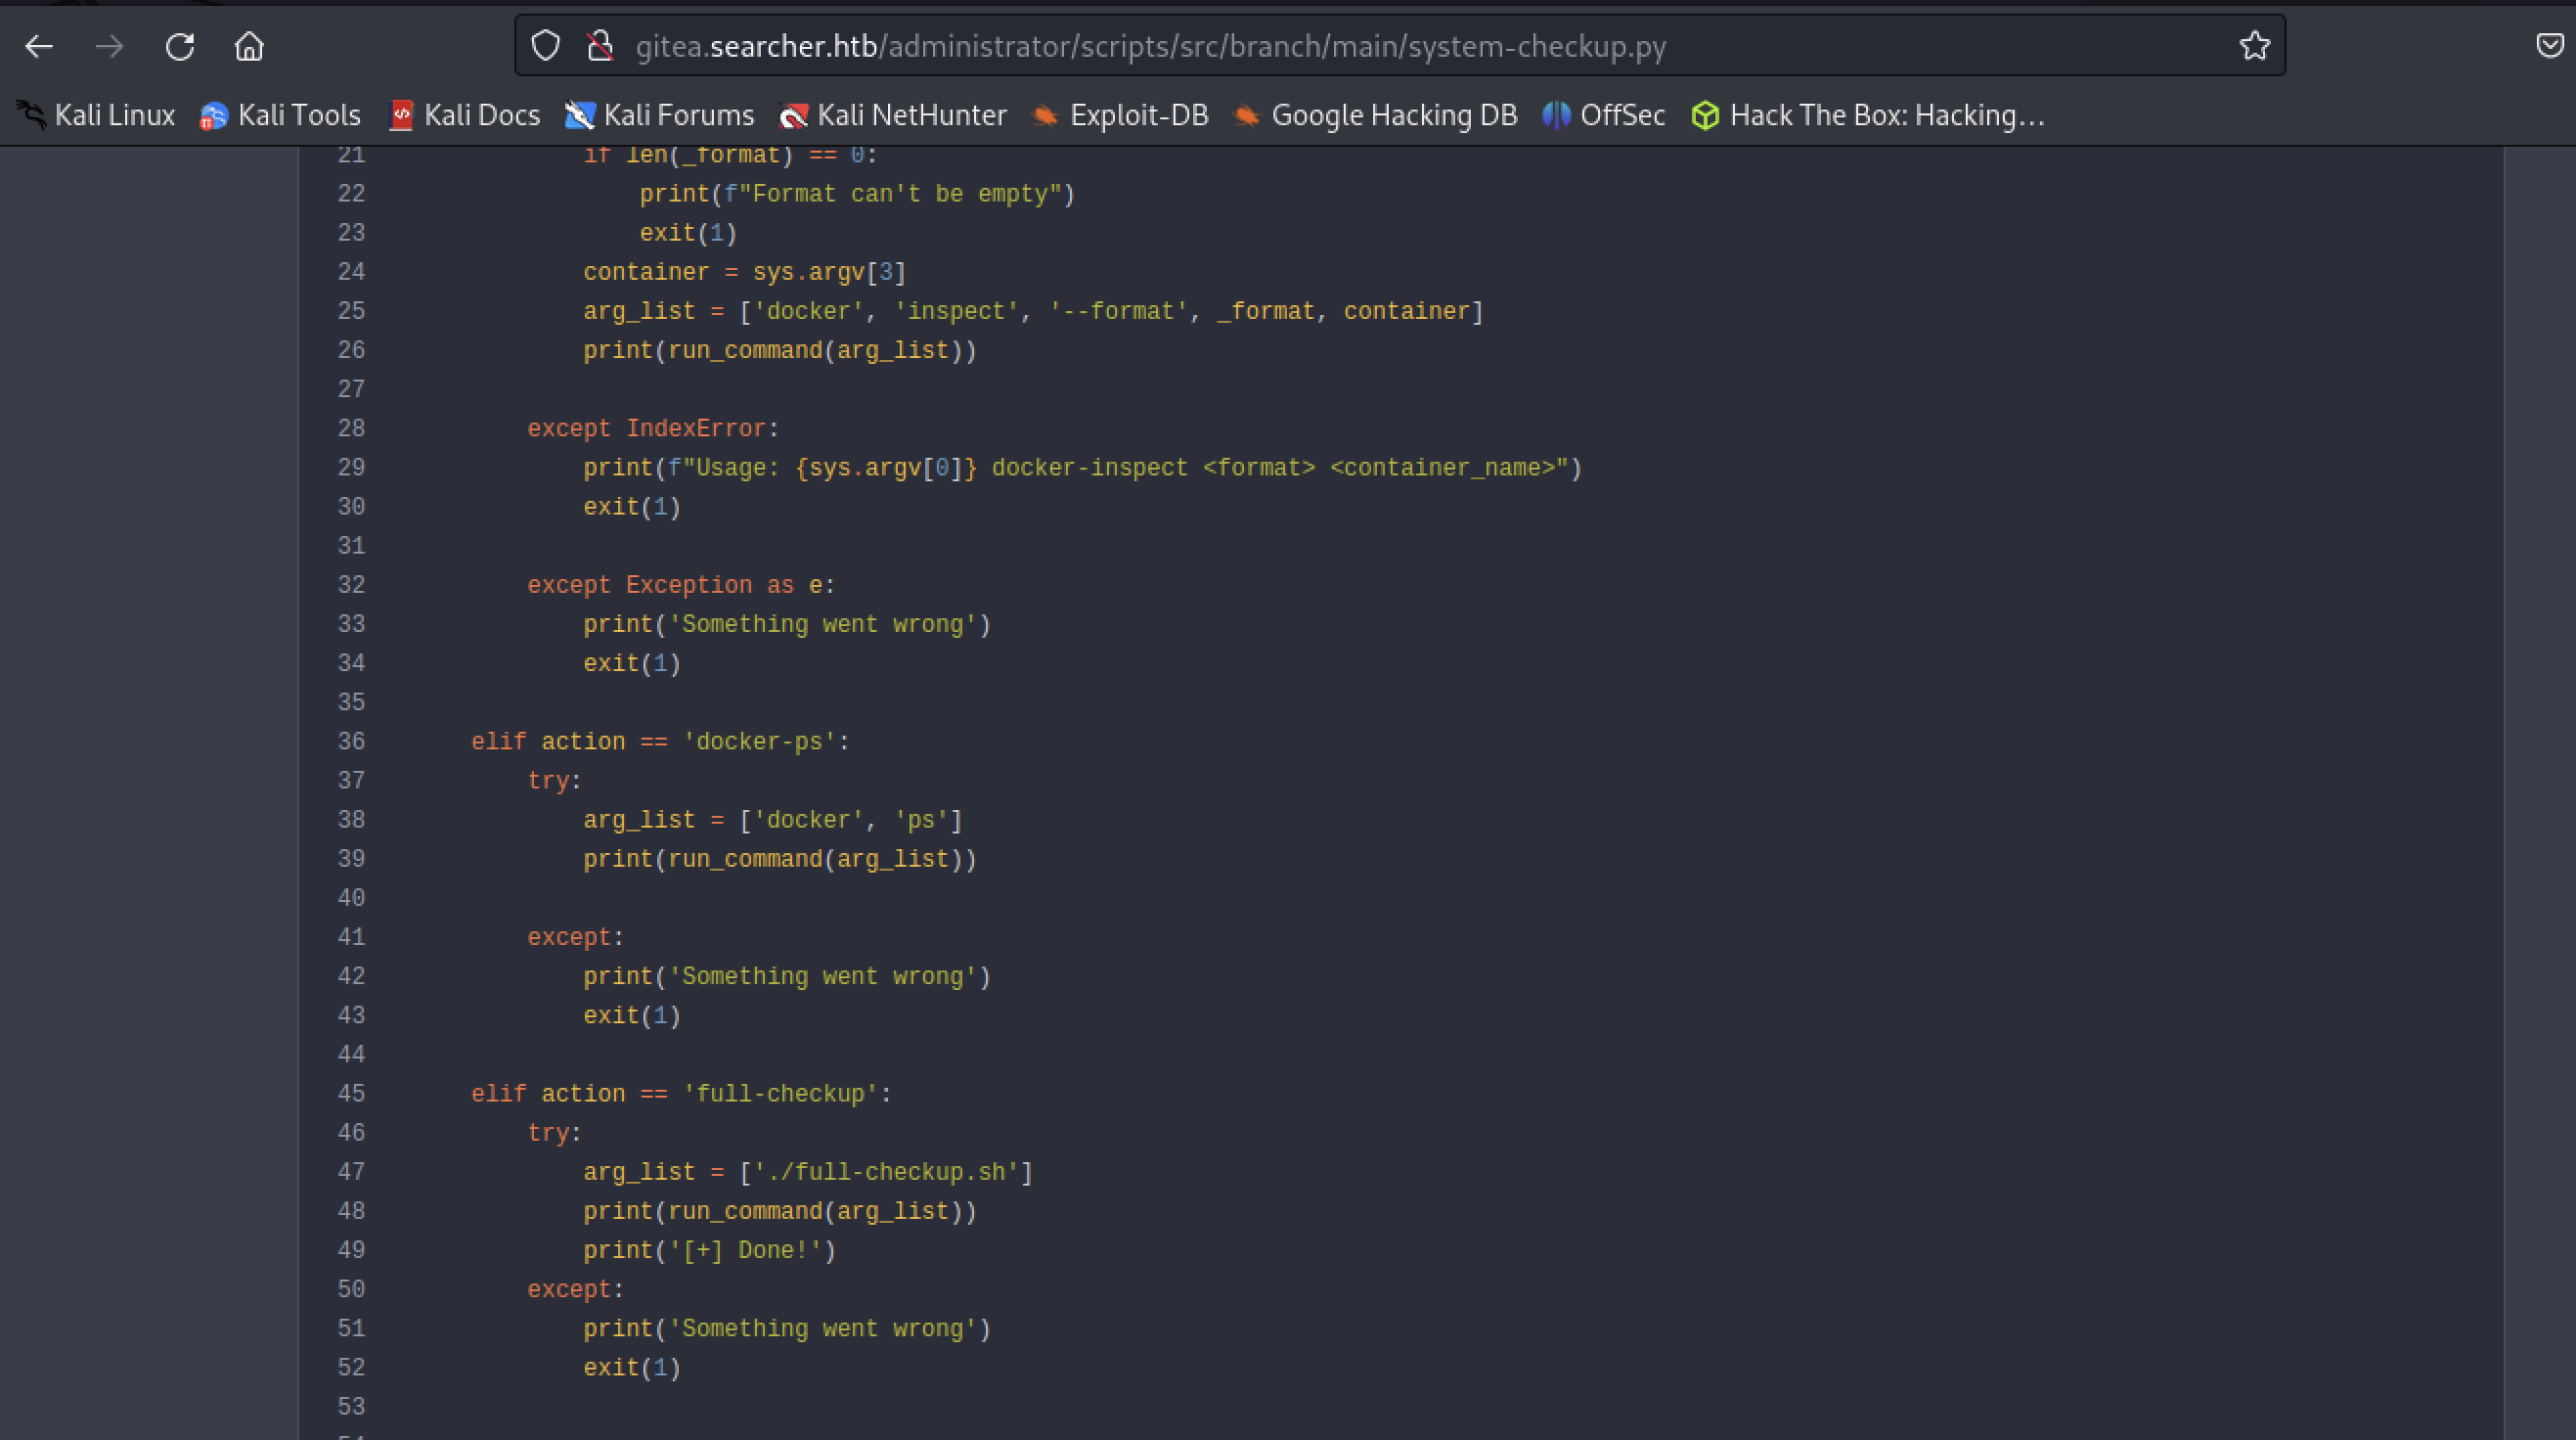 gitea.searcher.htb/administrator/scripts/src/branch/main/system-checkup.py
Kali Linux Kali Tools Kali Docs Kali Forums Kali NetHunter Exploit-DB Google Hacking DB OffSec Hack The Box: Hacking...
21 if len(_format) == 0:
22 print(f"Format can't be empty")
23 exit(1)
24 container = sys.argv[3]
25 arg_list = ['docker', 'inspect', '--format', _format, container]
26 print(run_command(arg_list))
27
28 except IndexError:
29 print(f"Usage: {sys.argv[0]} docker-inspect <format> <container_name>")
30 exit(1)
31
32 except Exception as e:
33 print('Something went wrong')
34 exit(1)
35
36 elif action == 'docker-ps':
37 try:
38 arg_list = ['docker', 'ps']
39 print(run_command(arg_list))
40
41 except:
42 print('Something went wrong')
43 exit(1)
44
45 elif action == 'full-checkup':
46 try:
47 arg_list = ['./full-checkup.sh']
48 print(run_command(arg_list))
49 print('[+] Done!')
50 except:
51 print('Something went wrong')
52 exit(1)
53